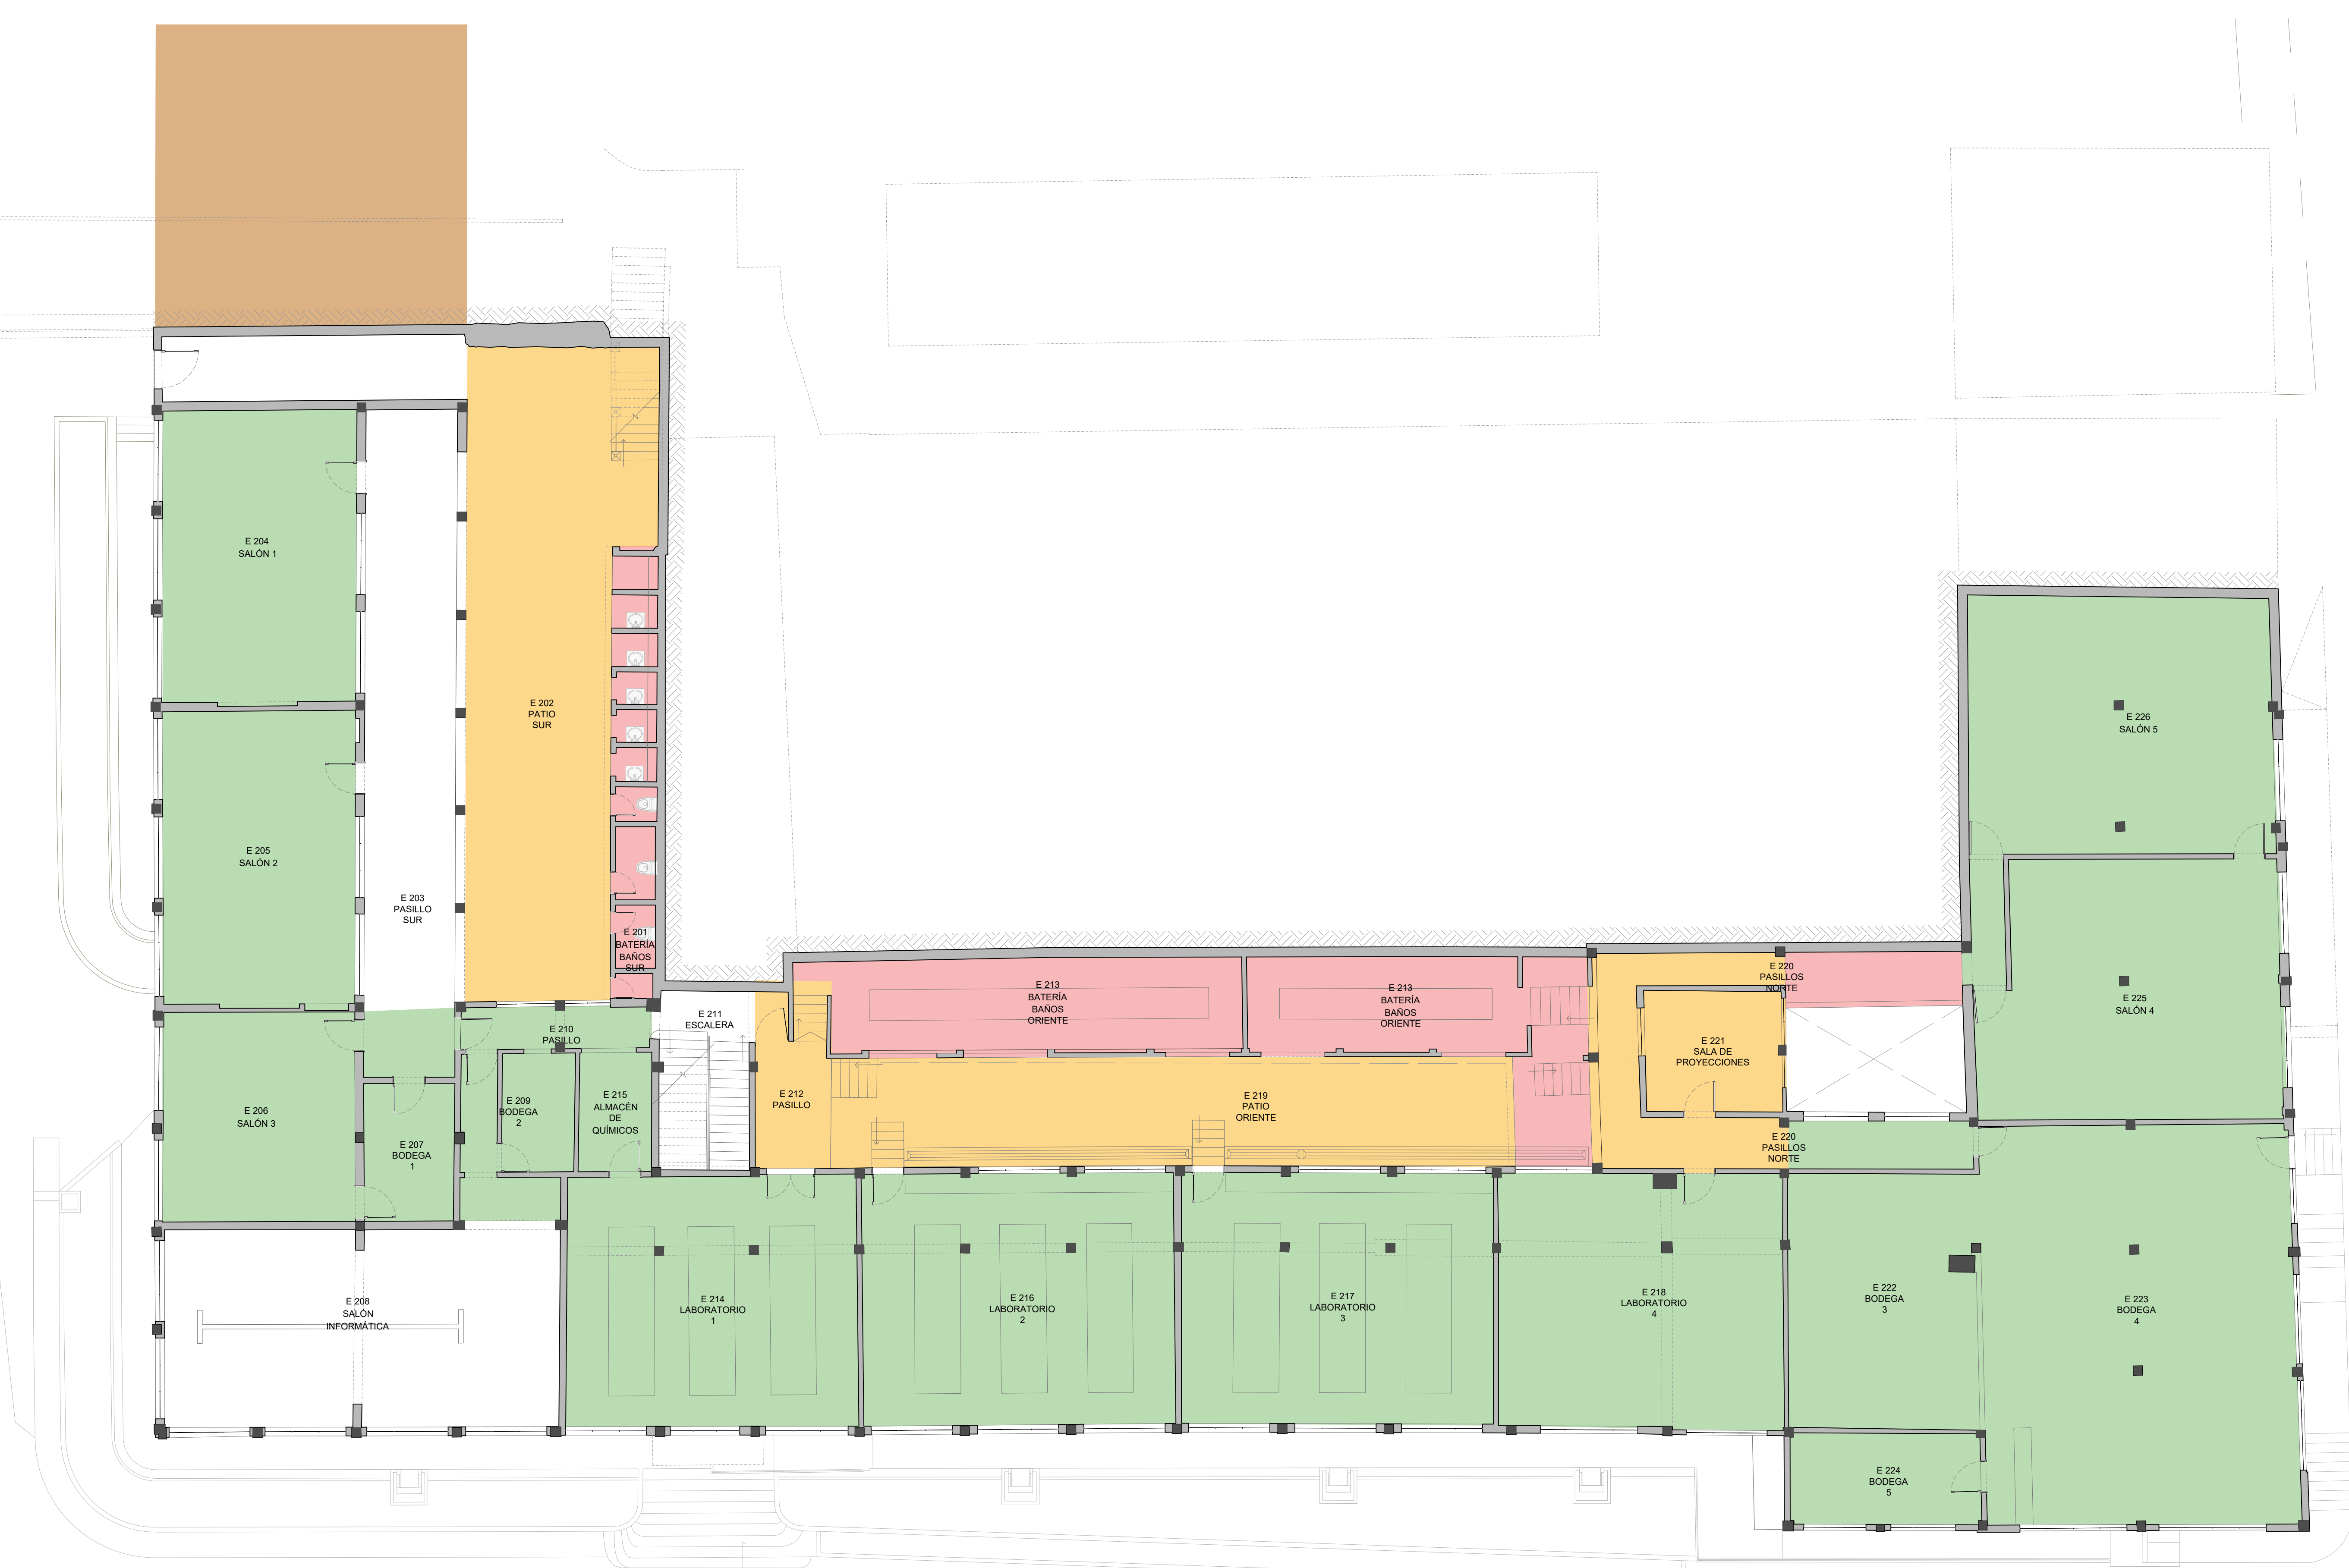 E 204
SALÓN 1
E 202
PATIO
SUR
E 226
SALÓN 5
E 205
SALÓN 2
E 203
PASILLO
SUR
E 201
BATERÍA
BAÑOS
SUR
E 220
PASILLOS
NORTE
E 213
BATERÍA
BAÑOS
ORIENTE
E 213
BATERÍA
BAÑOS
ORIENTE
E 225
SALÓN 4
E 211
ESCALERA
E 210
PASILLO
E 221
SALA DE
PROYECCIONES
E 206
SALÓN 3
E 209
BODEGA
2
E 215
ALMACÉN
DE
QUÍMICOS
E 212
PASILLO
E 219
PATIO
ORIENTE
E 207
BODEGA
1
E 220
PASILLOS
NORTE
E 208
SALÓN
INFORMÁTICA
E 214
LABORATORIO
1
E 216
LABORATORIO
2
E 217
LABORATORIO
3
E 218
LABORATORIO
4
E 222
BODEGA
3
E 223
BODEGA
4
E 224
BODEGA
5